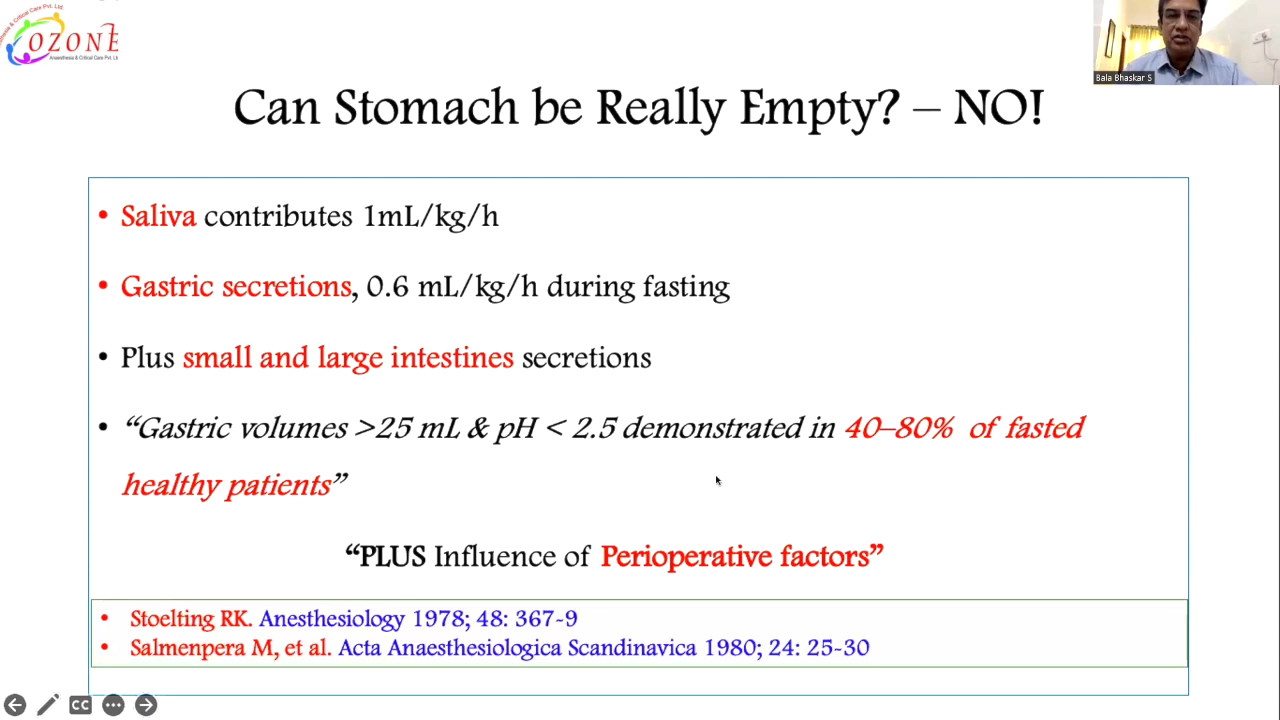 OZONE
Anaesthesia & Critical Care Pvt. Lt
Bala Bhaskar S
Can Stomach be Really Empty? – NO!
• Saliva contributes 1mL/kg/h
• Gastric secretions, 0.6 mL/kg/h during fasting
• Plus small and large intestines secretions
• “Gastric volumes >25 mL & pH < 2.5 demonstrated in 40–80% of fasted
healthy patients”
“PLUS Influence of Perioperative factors”
• Stoelting RK. Anesthesiology 1978; 48: 367-9
• Salmenpera M, et al. Acta Anaesthesiologica Scandinavica 1980; 24: 25-30
CC